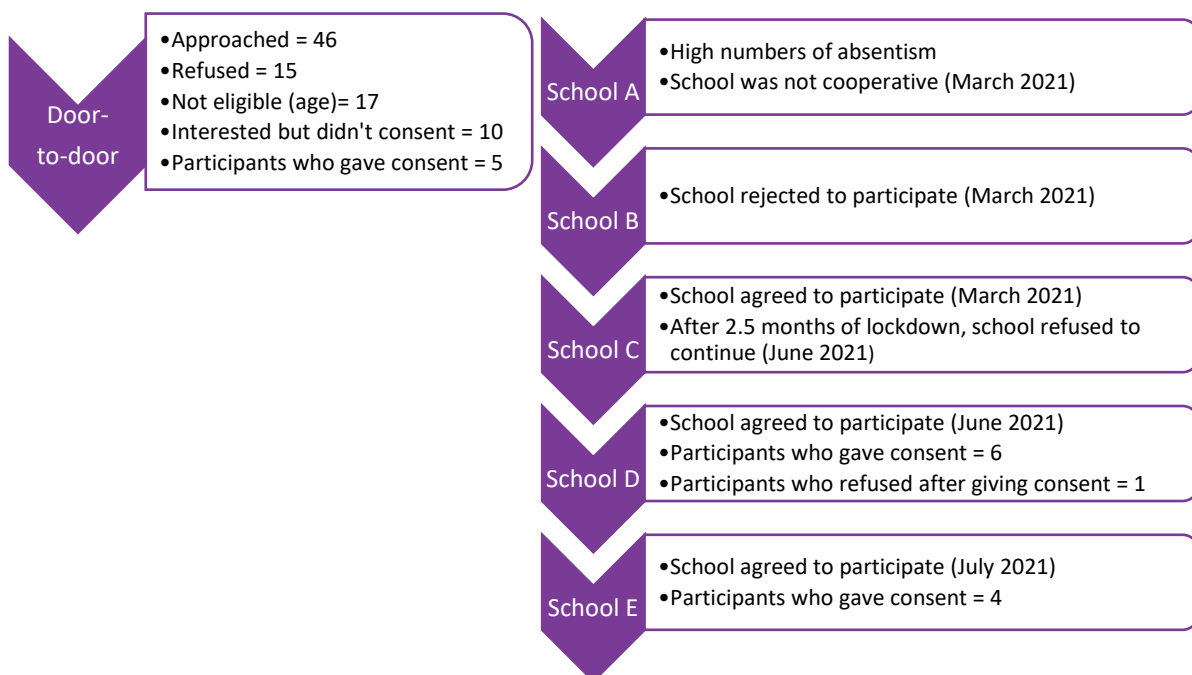 Door-
to-door
•Approached = 46
•Refused = 15
•Not eligible (age)= 17
•Interested but didn't consent = 10
•Participants who gave consent = 5
School A
•High numbers of absentism
•School was not cooperative (March 2021)
School B
•School rejected to participate (March 2021)
School C
•School agreed to participate (March 2021)
•After 2.5 months of lockdown, school refused to
continue (June 2021)
School D
•School agreed to participate (June 2021)
•Participants who gave consent = 6
•Participants who refused after giving consent = 1
School E
•School agreed to participate (July 2021)
•Participants who gave consent = 4